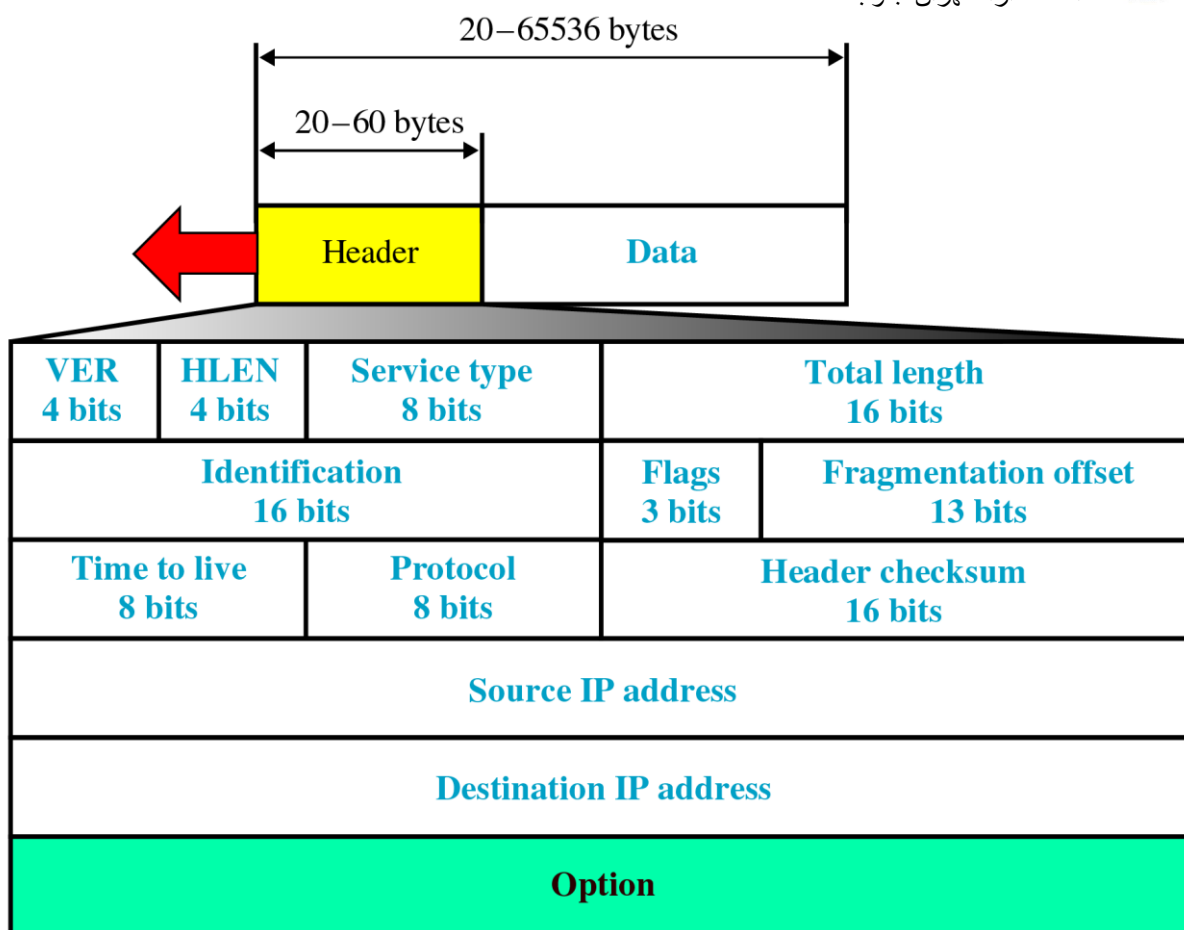 20–65536 bytes
20–60 bytes
Header
Data
VER
4 bits
HLEN
4 bits
Service type
8 bits
Total length
16 bits
Identification
16 bits
Flags
3 bits
Fragmentation offset
13 bits
Time to live
8 bits
Protocol
8 bits
Header checksum
16 bits
Source IP address
Destination IP address
Option